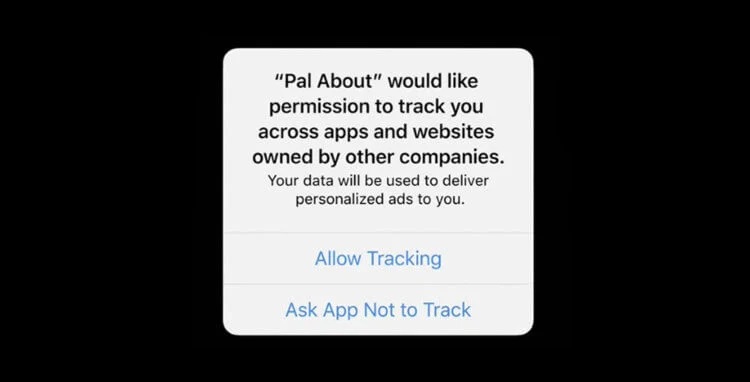 “Pal About” would like
permission to track you
across apps and websites
owned by other companies.
Your data will be used to deliver
personalized ads to you.
Allow Tracking
Ask App Not to Track